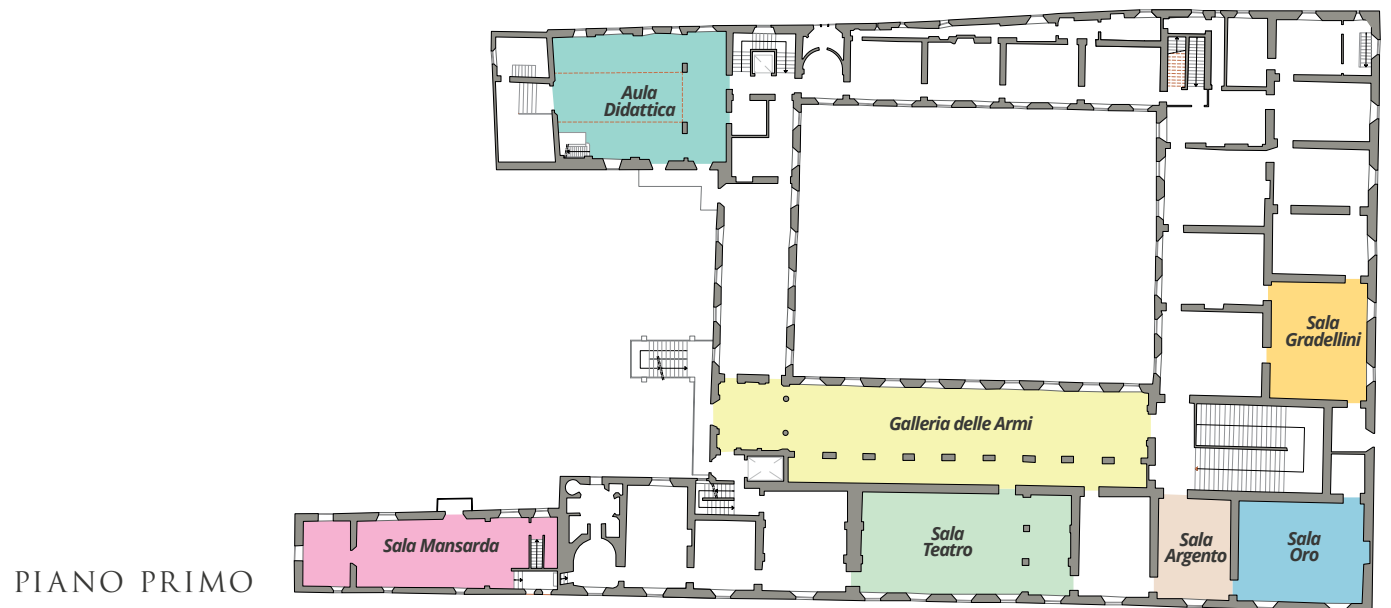 Aula
Didattica
Sala
Gradellini
Galleria delle Armi
Sala Mansarda
Sala
Teatro
Sala
Argento
Sala
Oro
PIANO PRIMO